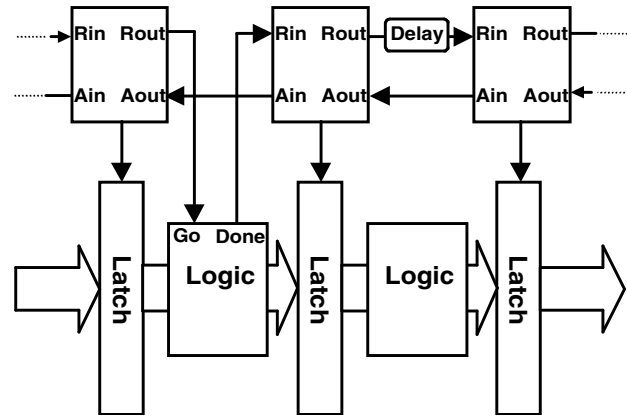 Rin Rout
Ain Aout
Rin Rout
Ain Aout
Delay
Rin Rout
Ain Aout
Latch
Go Done
Logic
Latch
Logic
Latch